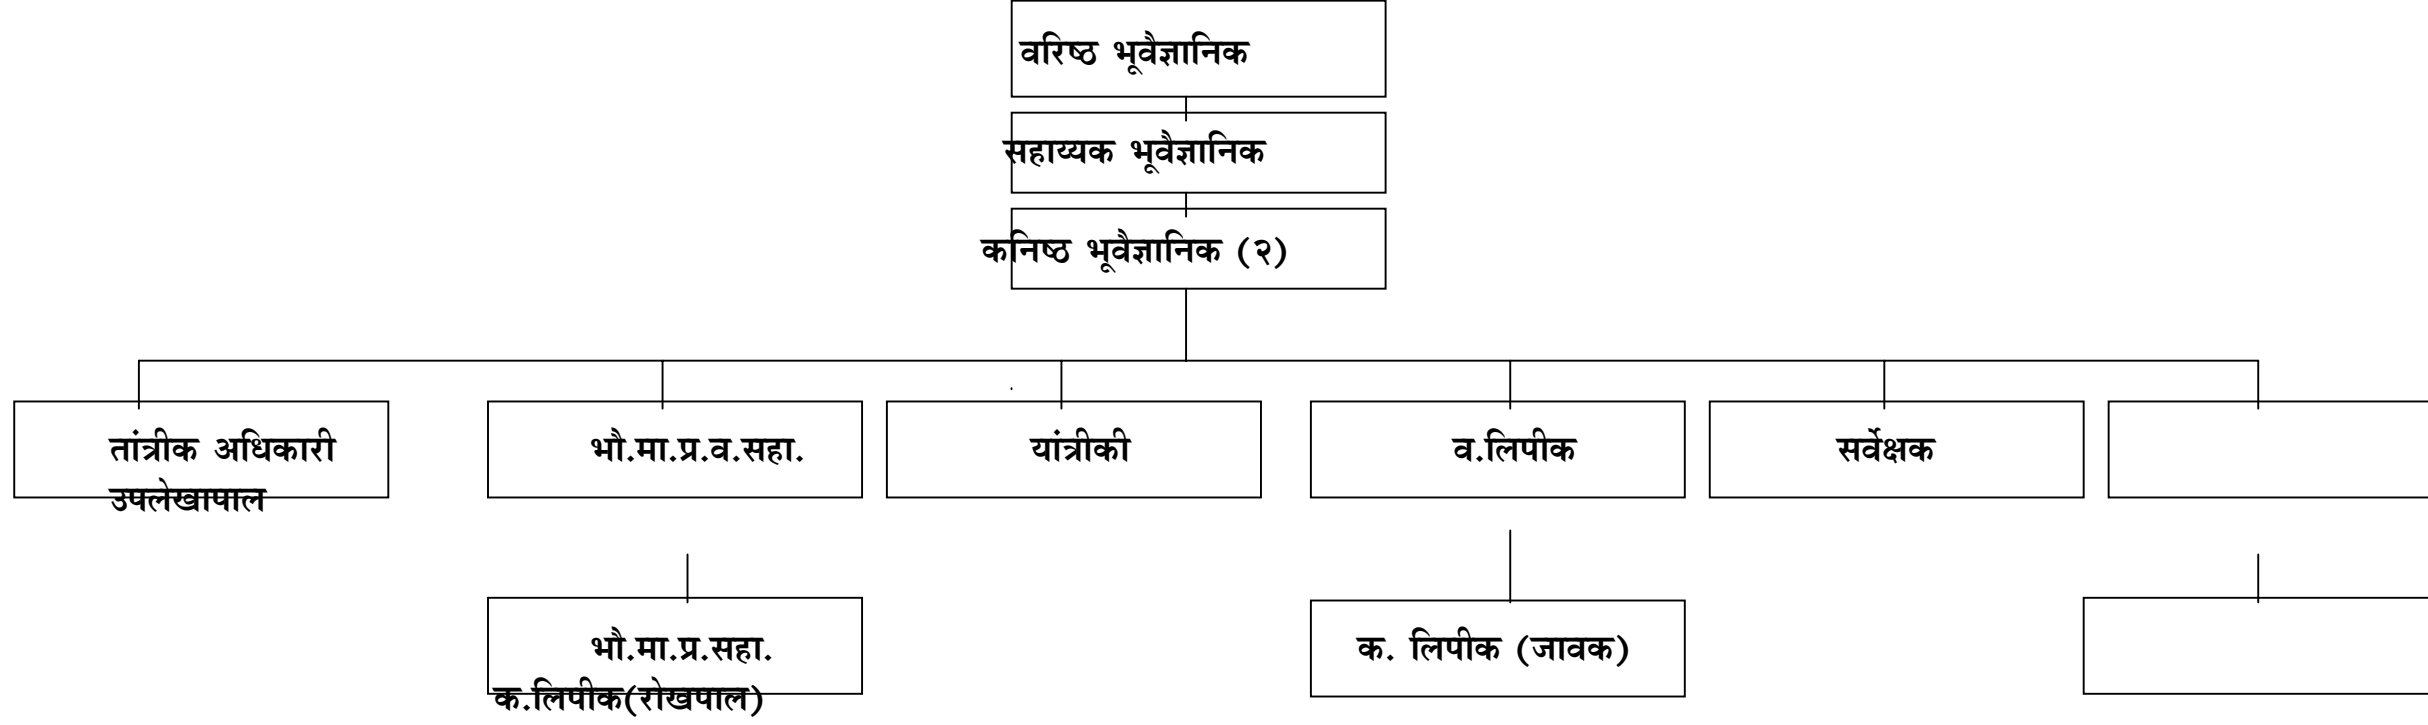 वरिष्ठ भूवैज्ञानिक
सहाय्यक भूवैज्ञानिक
कनिष्ठ भूवैज्ञानिक (२)
तांत्रीक अधिकारी भौ.मा.प्र.व.सहा. यांत्रीकी व.लिपीक सर्वेक्षक
उपलेखापाल
भौ.मा.प्र.सहा. क. लिपीक (जावक)
क.लिपीक(रोखपाल)